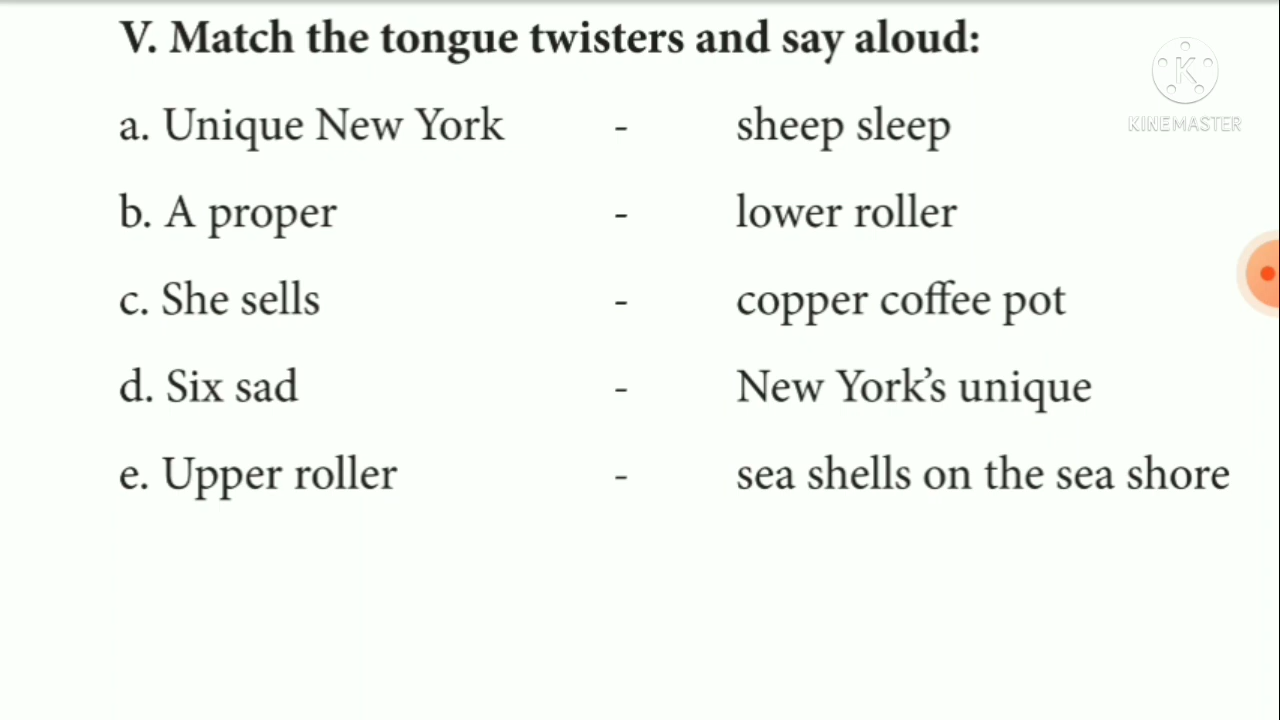 V. Match the tongue twisters and say aloud:
K
KINEMASTER
a. Unique New York - sheep sleep
b. A proper - lower roller
c. She sells - copper coffee pot
d. Six sad - New York’s unique
e. Upper roller - sea shells on the sea shore